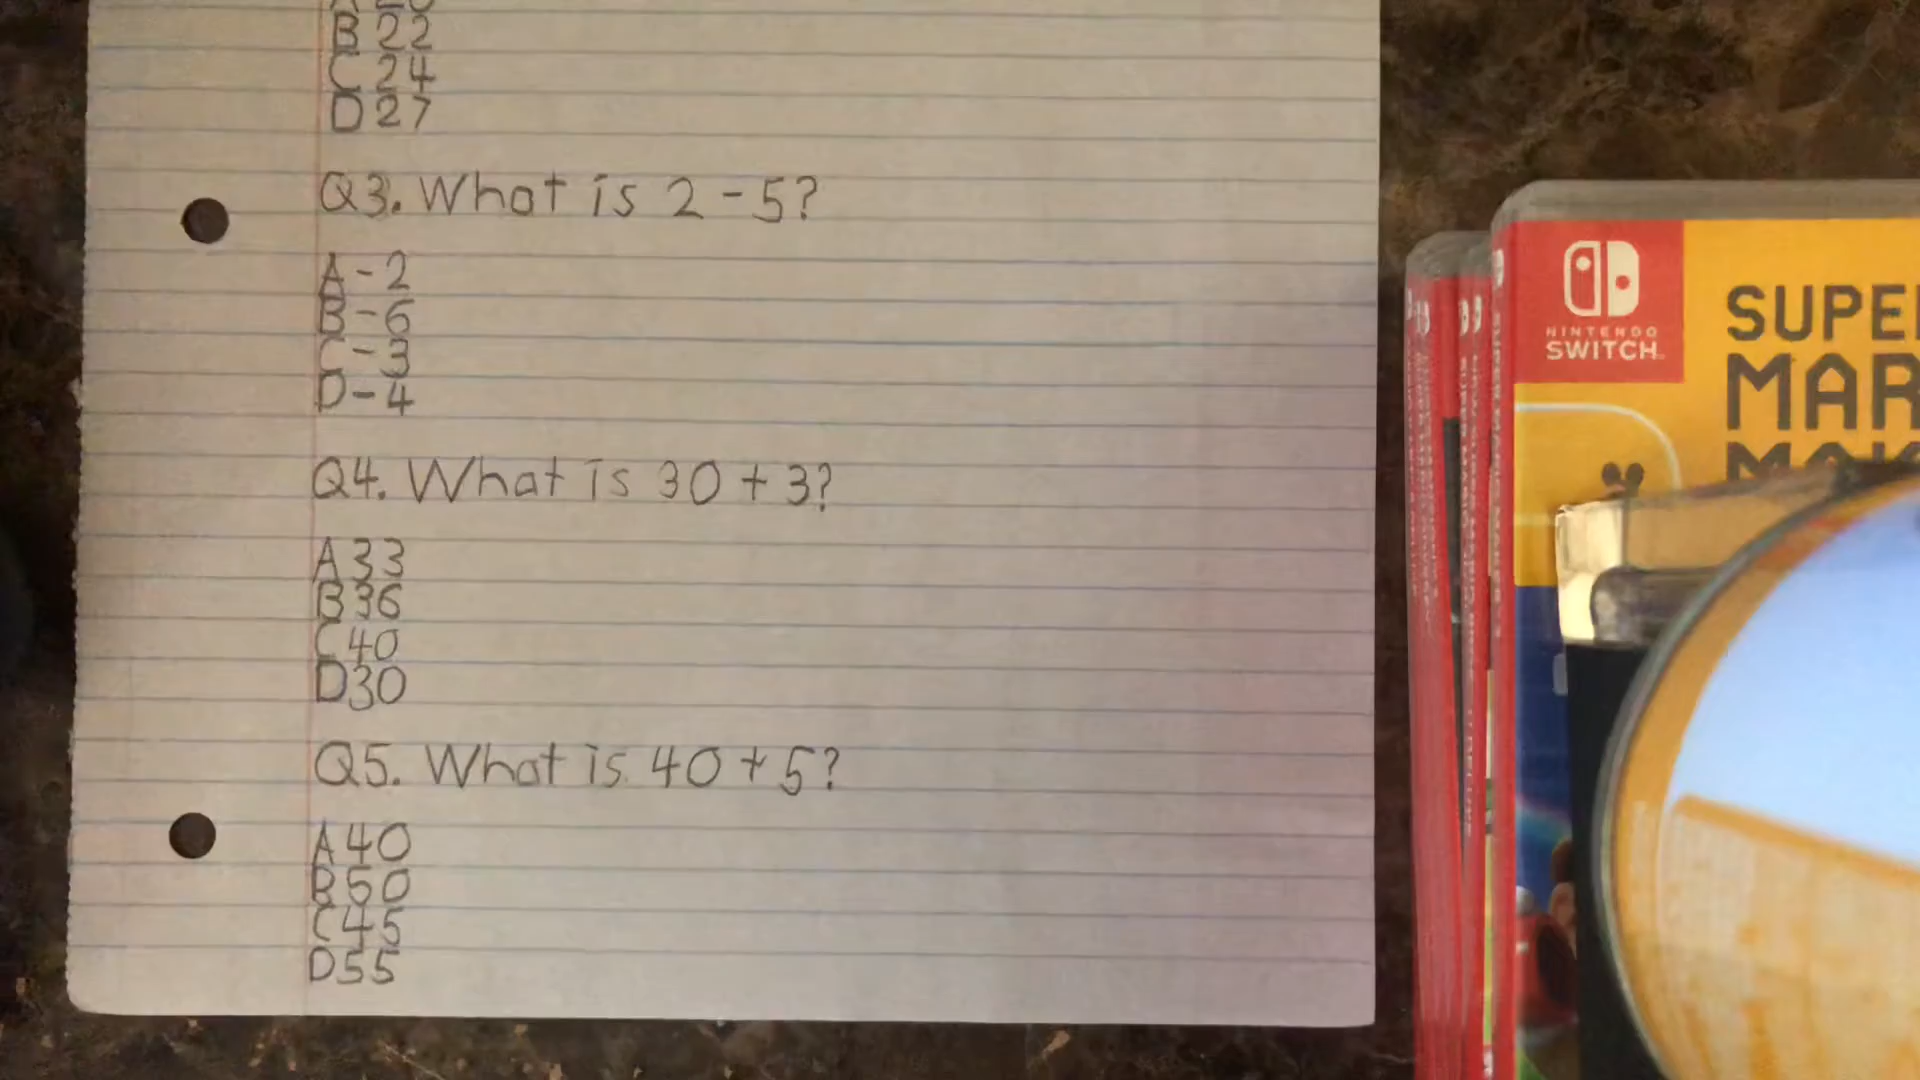 B 22
C 24
D 27
Q3. What is 2 - 5?
A - 2
B - 6
C - 3
D - 4
Q4. What is 30 + 3?
A 33
B 36
C 40
D 30
Q5. What is 40 + 5?
A 40
B 50
C 45
D 55
NINTENDO
SWITCH
SUPER
MAR